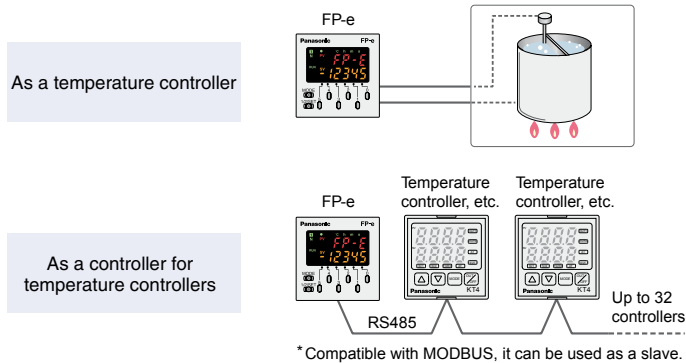 FP-e
Panasonic FP-e
FP-E
12345
MODE
As a temperature controller
Temperature
controller, etc.
Temperature
controller, etc.
FP-e
Panasonic FP-e
FP-E
12345
MODE
MODE
MODE
Panasonic KT4
Panasonic KT4
As a controller for
temperature controllers
RS485
Up to 32
controllers
* Compatible with MODBUS, it can be used as a slave.